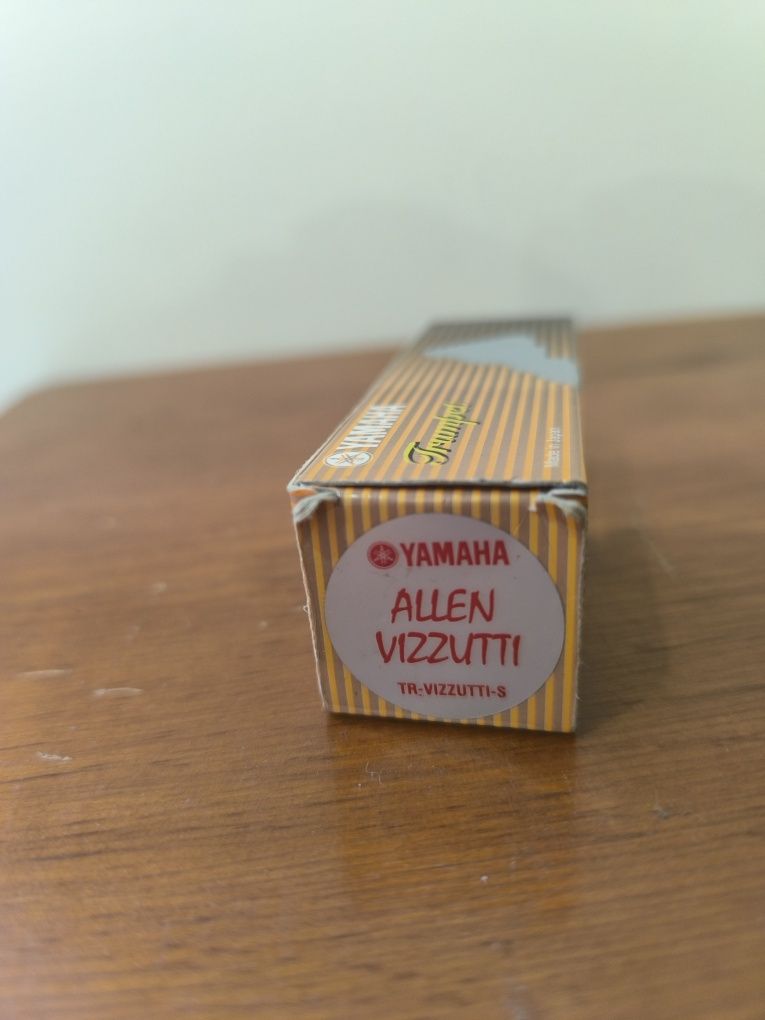 YAMAHA
Trumpet
Made in Japan
YAMAHA
ALLEN
VIZZUTTI
TR-VIZZUTTI-S